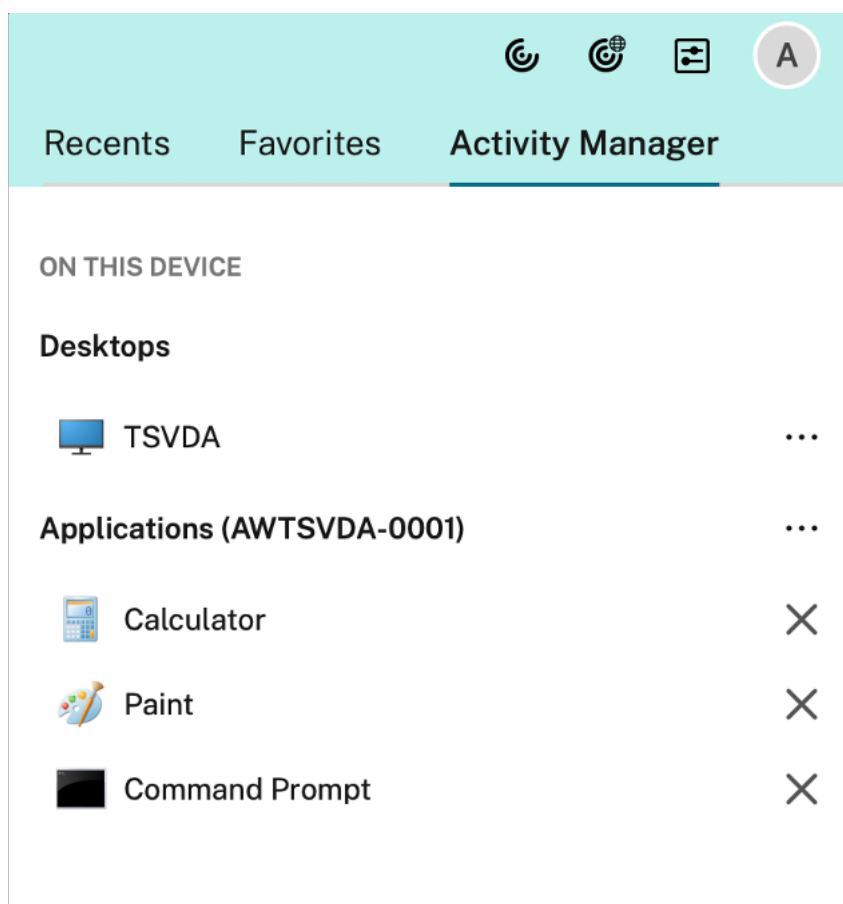 A
Recents Favorites Activity Manager
ON THIS DEVICE
Desktops
TSVDA ...
Applications (AWTSVDA-0001) ...
Calculator
Paint
Command Prompt